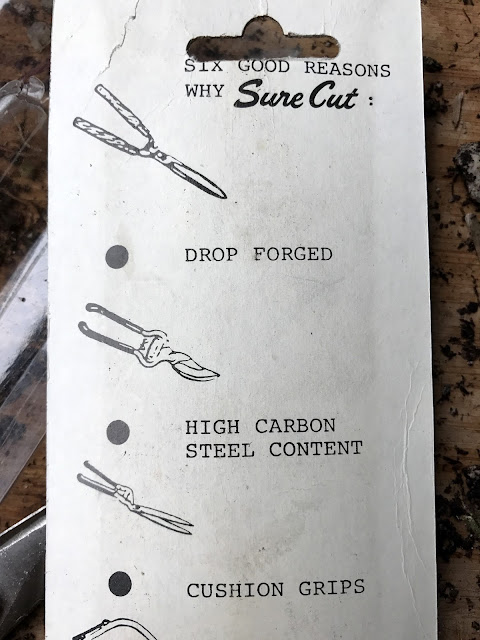 SIX GOOD REASONS
WHY Sure Cut :
DROP FORGED
HIGH CARBON
STEEL CONTENT
CUSHION GRIPS